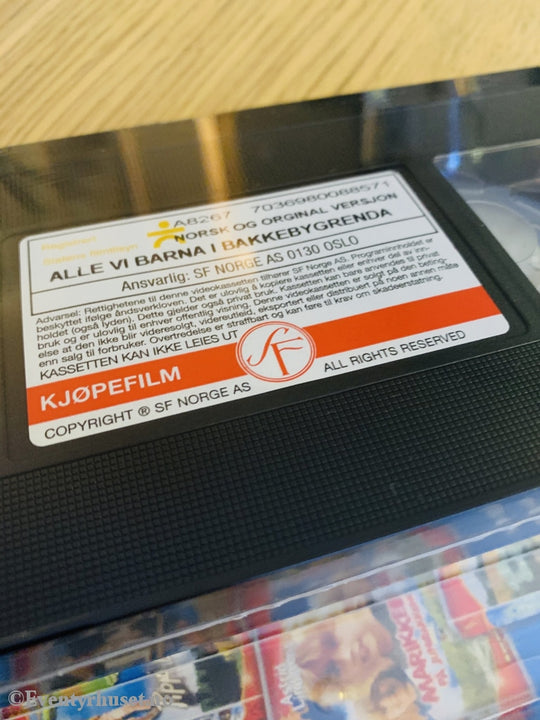 Registrert
Statens filmtilsyn
A8267 7036980088571
NORSK OG ORGINAL VERSJON
ALLE VI BARNA I BAKKEBYGRENDA
Ansvarlig: SF NORGE AS 0130 OSLO
Advarsel: Rettighetene til denne videokassetten tilhører SF Norge AS. Programinnholdet er
beskyttet ifølge åndsverkloven. Det er ulovlig å kopiere kassetten eller enhver del av inn-
holdet (også lyden). Dette gjelder også privat bruk. Kassetten kan bare anvendes til privat
bruk og er ulovlig til enhver offentlig visning. Denne videokassetten er solgt på den beting-
else at den ikke blir videresolgt, videreutleid, eksportert eller distribuert på noen annen måte
enn salg til forbruker. Overtredelse er straffbart og kan føre til krav om skadeerstatning.
KASSETTEN KAN IKKE LEIES UT
SF
KJØPEFILM
COPYRIGHT ® SF NORGE AS
ALL RIGHTS RESERVED
MARIKKEN
©Eventyrhuset.no